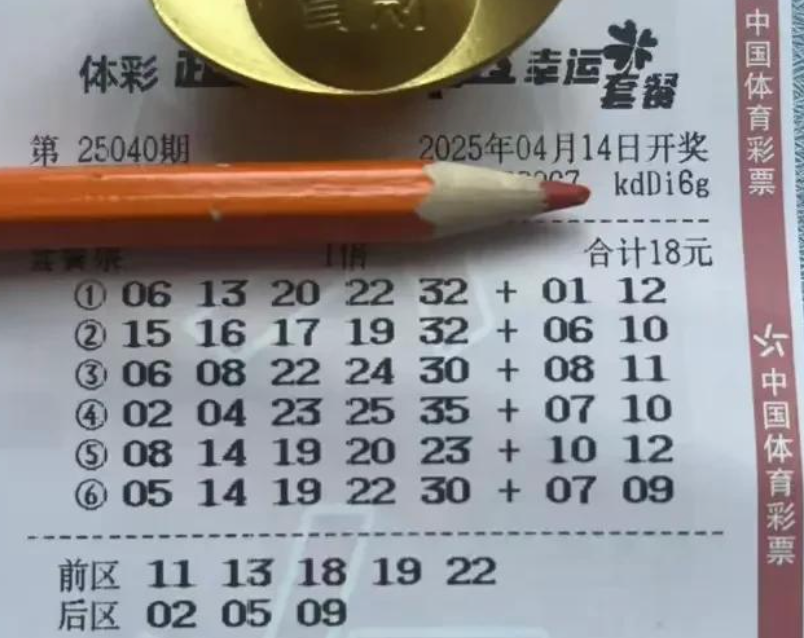 体彩 幸运
套餐
第 25040期 2025年04月14日开奖
kdDi6g
1倍 合计18元
① 06 13 20 22 32 + 01 12
② 15 16 17 19 32 + 06 10
③ 06 08 22 24 30 + 08 11
④ 02 04 23 25 35 + 07 10
⑤ 08 14 19 20 23 + 10 12
⑥ 05 14 19 22 30 + 07 09
前区 11 13 18 19 22
后区 02 05 09
中国体育彩票
中国体育彩票